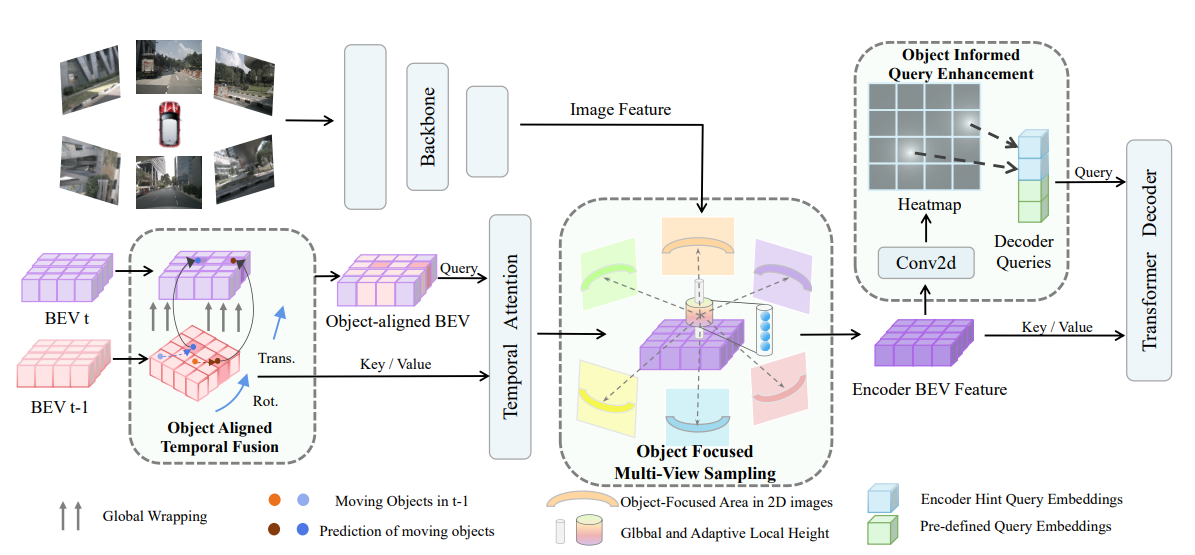 Backbone
Image Feature
Object Informed
Query Enhancement
Heatmap
Decoder
Queries
Conv2d
Query
Transformer Decoder
BEV t
BEV t-1
Trans.
Rot.
Object Aligned
Temporal Fusion
Object-aligned BEV
Query
Key / Value
Temporal Attention
Object Focused
Multi-View Sampling
Encoder BEV Feature
Key / Value
Global Wrapping
Moving Objects in t-1
Prediction of moving objects
Object-Focused Area in 2D images
Glbbal and Adaptive Local Height
Encoder Hint Query Embeddings
Pre-defined Query Embeddings